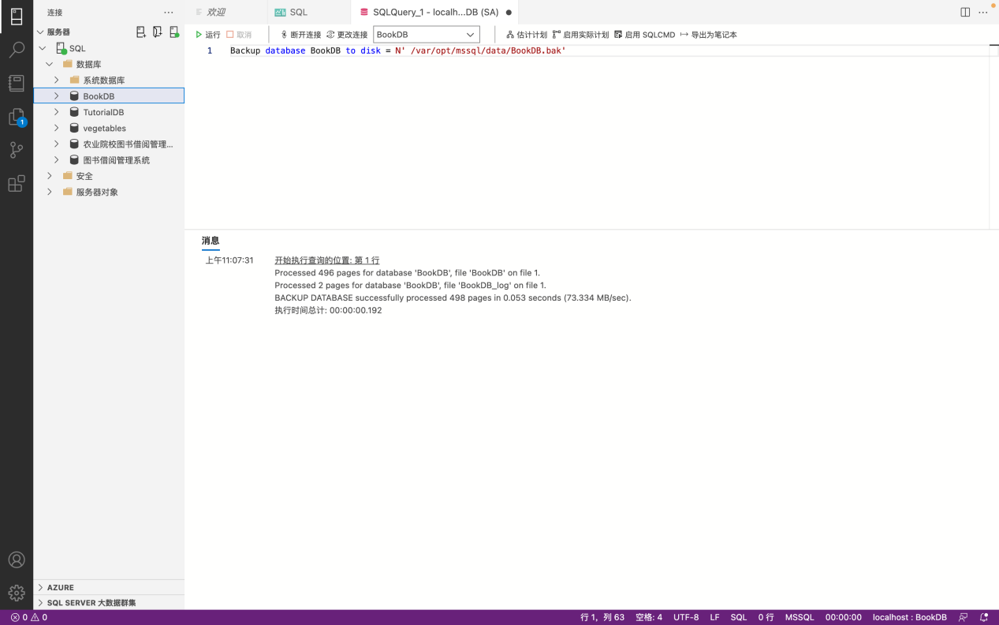 连接
欢迎
SQL
SQLQuery_1 - localh...DB (SA)
服务器
运行
取消
断开连接
更改连接
BookDB
估计计划
启用实际计划
启用 SQLCMD
导出为笔记本
SQL
数据库
系统数据库
BookDB
TutorialDB
vegetables
农业院校图书借阅管理...
图书借阅管理系统
安全
服务器对象
1
1 Backup database BookDB to disk = N' /var/opt/mssql/data/BookDB.bak'
消息
上午11:07:31 开始执行查询的位置: 第 1 行
Processed 496 pages for database 'BookDB', file 'BookDB' on file 1.
Processed 2 pages for database 'BookDB', file 'BookDB_log' on file 1.
BACKUP DATABASE successfully processed 498 pages in 0.053 seconds (73.334 MB/sec).
执行时间总计: 00:00:00.192
AZURE
SQL SERVER 大数据群集
0 0
行 1，列 63 空格: 4 UTF-8 LF SQL 0 行 MSSQL 00:00:00 localhost : BookDB